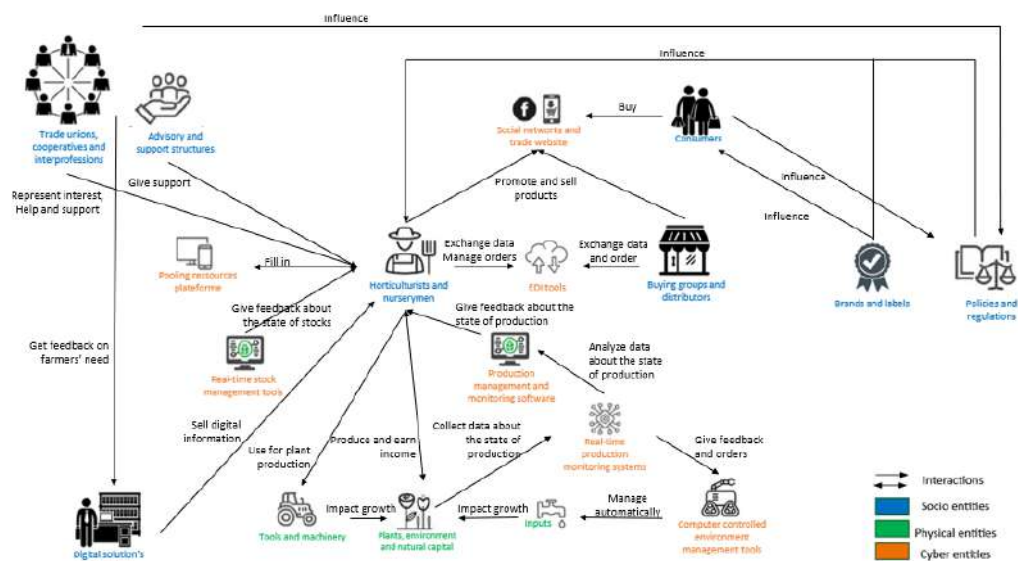 Influence
Influence
Trade unions,
cooperatives and
interprofessions
Advisory and
support structures
Social networks and
trade website
Buy
Consumers
Represent interest,
Help and support
Give support
Promote and sell
products
Influence
Influence
Pooling ressources
plateforme
Fill in
Horticulturists and
nurserymen
Exchange data
Manage orders
EDI tools
Exchange data
and order
Buying groups and
distributors
Brands and labels
Policies and
regulations
Give feedback about
the state of stocks
Give feedback about the
state of production
Get feedback on
farmers' need
Real-time stock
management tools
Production
management and
monitoring software
Analyze data
about the state
of production
Sell digital
information
Use for plant
production
Produce and earn
income
Collect data about
the state of
production
Real-time
production
monitoring systems
Give feedback
and orders
Digital solution's
Tools and machinery
Impact growth
Plants, environment
and natural capital
Impact growth
Inputs
Manage
automatically
Computer controlled
environment
management tools
Interactions
Socio entities
Physical entities
Cyber entities